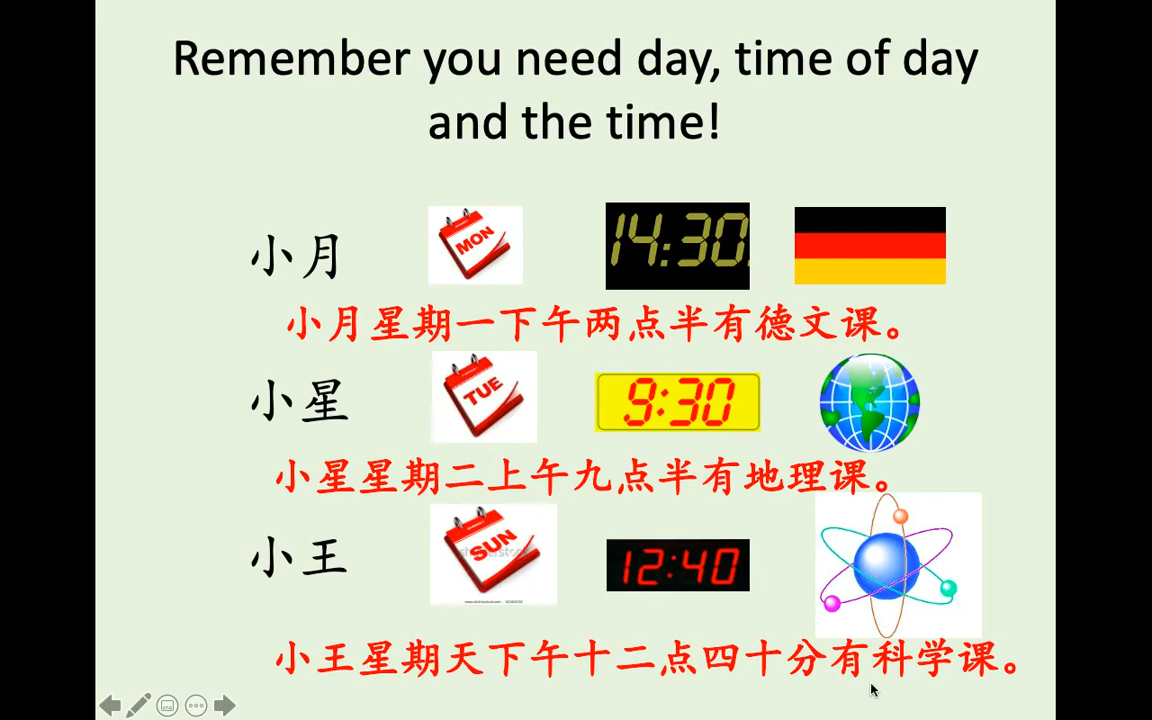 Remember you need day, time of day
and the time!
小月
MON
14:30
小月星期一下午两点半有德文课。
小星
TUE
9:30
小星星期二上午九点半有地理课。
小王
SUN
shutterstock
12:40
小王星期天下午十二点四十分有科学课。